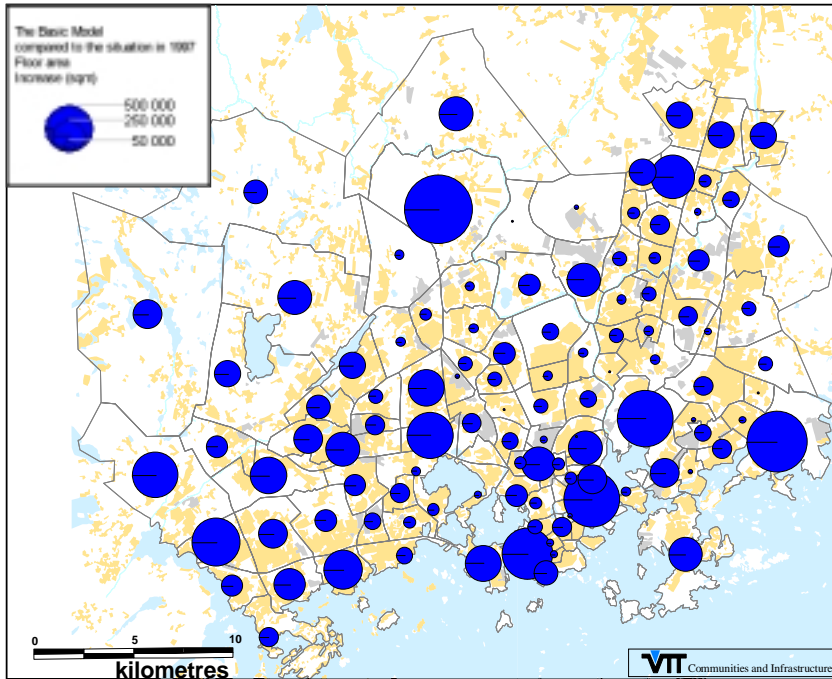 The Basic Model
compared to the situation in 1997
Floor area
Increase (sqm)
500 000
250 000
50 000
0 5 10
kilometres
VTT Communities and Infrastructure